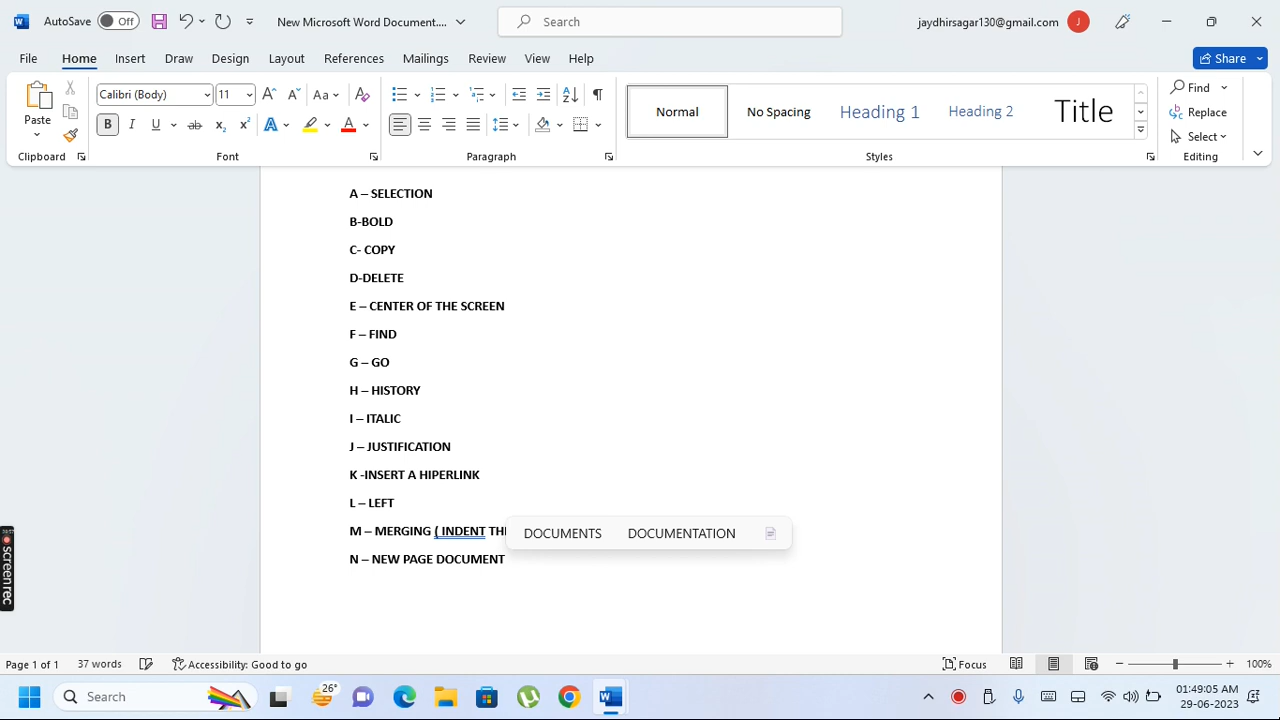 AutoSave Off New Microsoft Word Document.... Search jaydhirsagar130@gmail.com J
File Home Insert Draw Design Layout References Mailings Review View Help Share
Paste Calibri (Body) 11 Aa Normal No Spacing Heading 1 Heading 2 Title Find
Replace
Select
Clipboard Font Paragraph Styles Editing
A – SELECTION
B-BOLD
C- COPY
D-DELETE
E – CENTER OF THE SCREEN
F – FIND
G – GO
H – HISTORY
I – ITALIC
J – JUSTIFICATION
K -INSERT A HIPERLINK
L – LEFT
M – MERGING ( INDENT
DOCUMENTS DOCUMENTATION
N – NEW PAGE DOCUMENT
Screen rec
Page 1 of 1 37 words Accessibility: Good to go Focus 100%
Search 26° 01:49:05 AM
29-06-2023